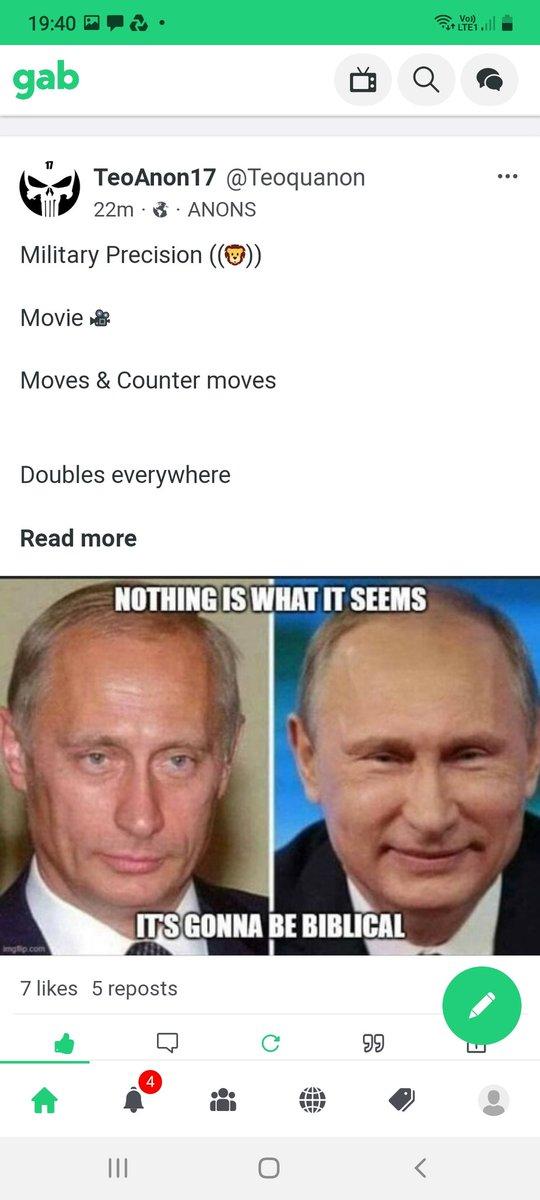 19:40
Vo))
LTE1
gab
17
TeoAnon17 @Teoquanon
22m · · ANONS
Military Precision ((🦁))
Movie 🎥
Moves & Counter moves
Doubles everywhere
Read more
NOTHING IS WHAT IT SEEMS
IT'S GONNA BE BIBLICAL
imgflip.com
7 likes 5 reposts
4